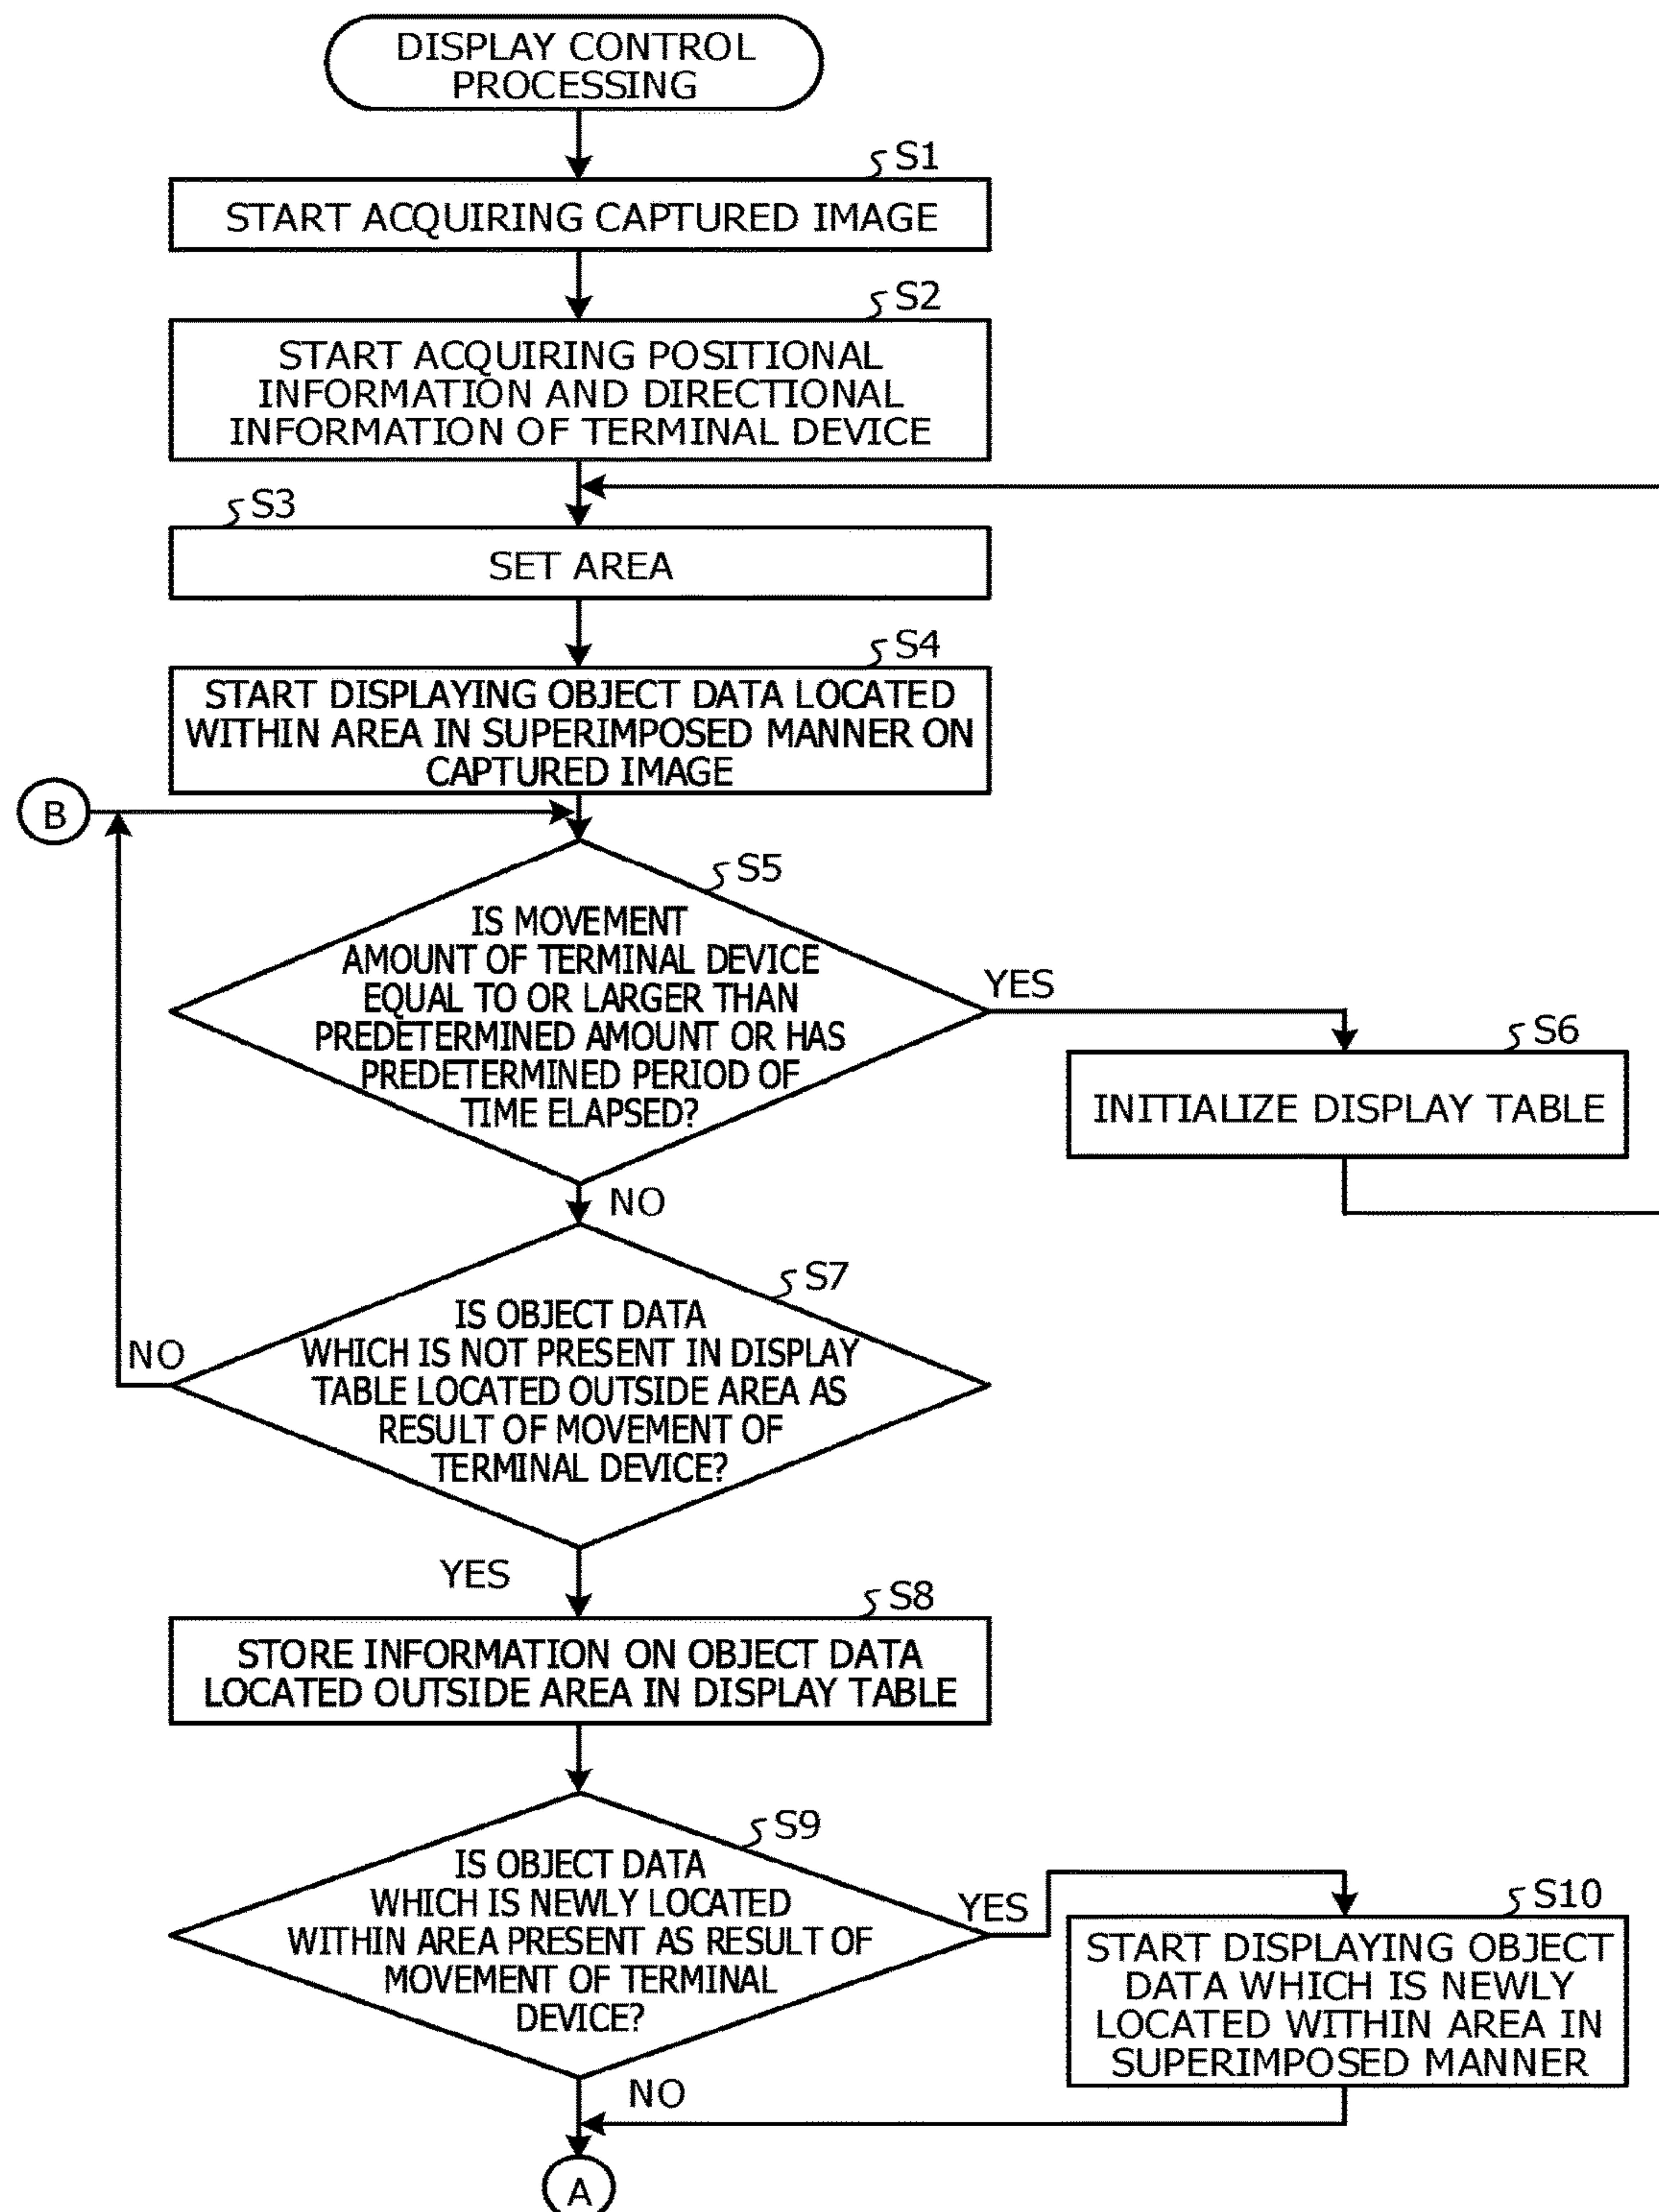 DISPLAY CONTROL
PROCESSING
S1
START ACQUIRING CAPTURED IMAGE
S2
START ACQUIRING POSITIONAL
INFORMATION AND DIRECTIONAL
INFORMATION OF TERMINAL DEVICE
S3
SET AREA
S4
START DISPLAYING OBJECT DATA LOCATED
WITHIN AREA IN SUPERIMPOSED MANNER ON
CAPTURED IMAGE
B
S5
IS MOVEMENT
AMOUNT OF TERMINAL DEVICE
EQUAL TO OR LARGER THAN
PREDETERMINED AMOUNT OR HAS
PREDETERMINED PERIOD OF
TIME ELAPSED?
YES
S6
INITIALIZE DISPLAY TABLE
NO
S7
IS OBJECT DATA
WHICH IS NOT PRESENT IN DISPLAY
TABLE LOCATED OUTSIDE AREA AS
RESULT OF MOVEMENT OF
TERMINAL DEVICE?
NO
YES
S8
STORE INFORMATION ON OBJECT DATA
LOCATED OUTSIDE AREA IN DISPLAY TABLE
S9
IS OBJECT DATA
WHICH IS NEWLY LOCATED
WITHIN AREA PRESENT AS RESULT OF
MOVEMENT OF TERMINAL
DEVICE?
YES
S10
START DISPLAYING OBJECT
DATA WHICH IS NEWLY
LOCATED WITHIN AREA IN
SUPERIMPOSED MANNER
NO
A